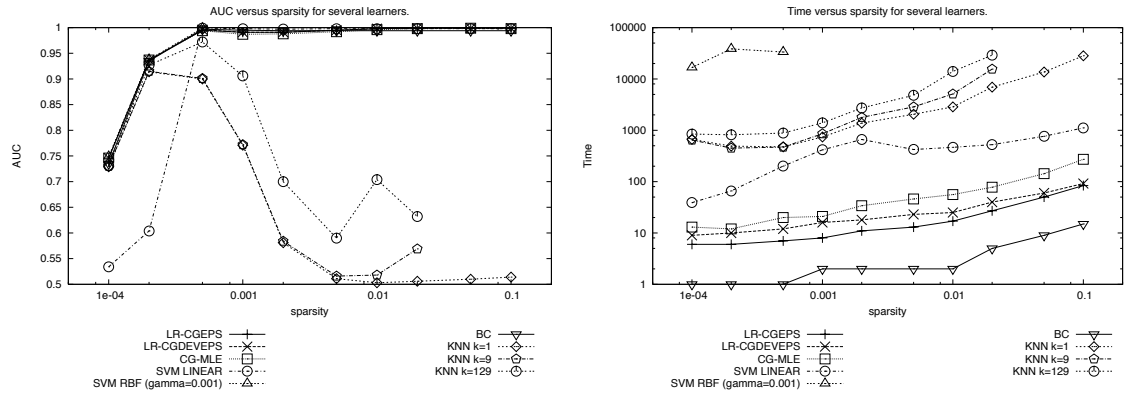 AUC versus sparsity for several learners.
1
0.95
0.9
0.85
0.8
0.75
0.7
0.65
0.6
0.55
0.5
AUC
1e-04
0.001
0.01
0.1
sparsity
LR-CGEPS
LR-CGDEVEPS
CG-MLE
SVM LINEAR
SVM RBF (gamma=0.001)
BC
KNN k=1
KNN k=9
KNN k=129
Time versus sparsity for several learners.
100000
10000
1000
100
10
1
Time
1e-04
0.001
0.01
0.1
sparsity
LR-CGEPS
LR-CGDEVEPS
CG-MLE
SVM LINEAR
SVM RBF (gamma=0.001)
BC
KNN k=1
KNN k=9
KNN k=129